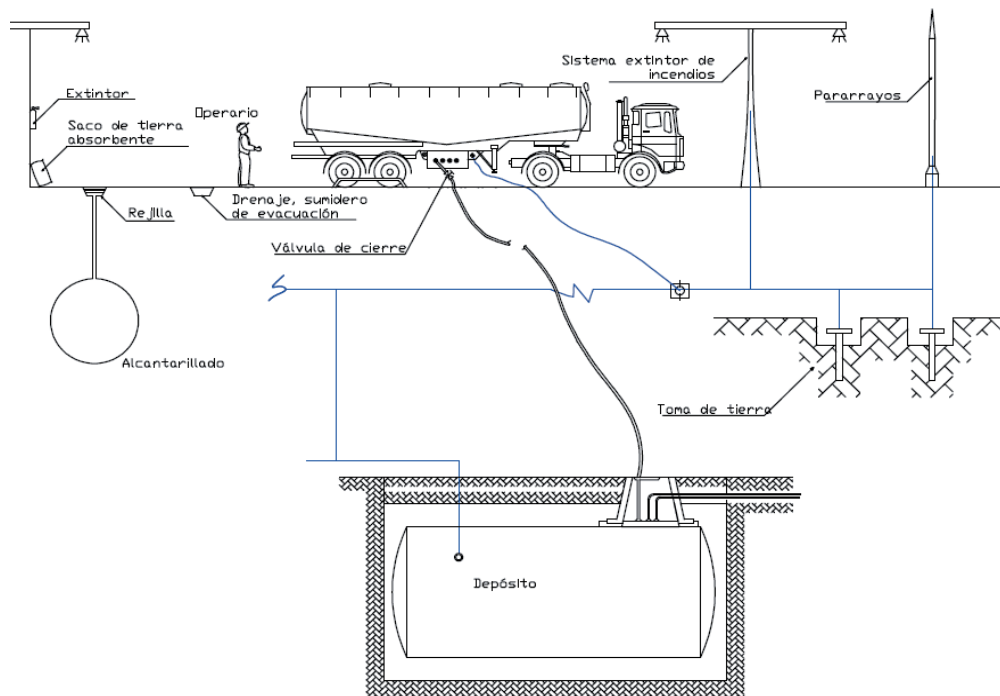 Sistema extintor de
incendios
Pararrayos
Extintor
Saco de tierra
absorbente
Operario
Rejilla
Drenaje, sumidero
de evacuación
Válvula de cierre
Alcantarillado
Toma de tierra
Depósito